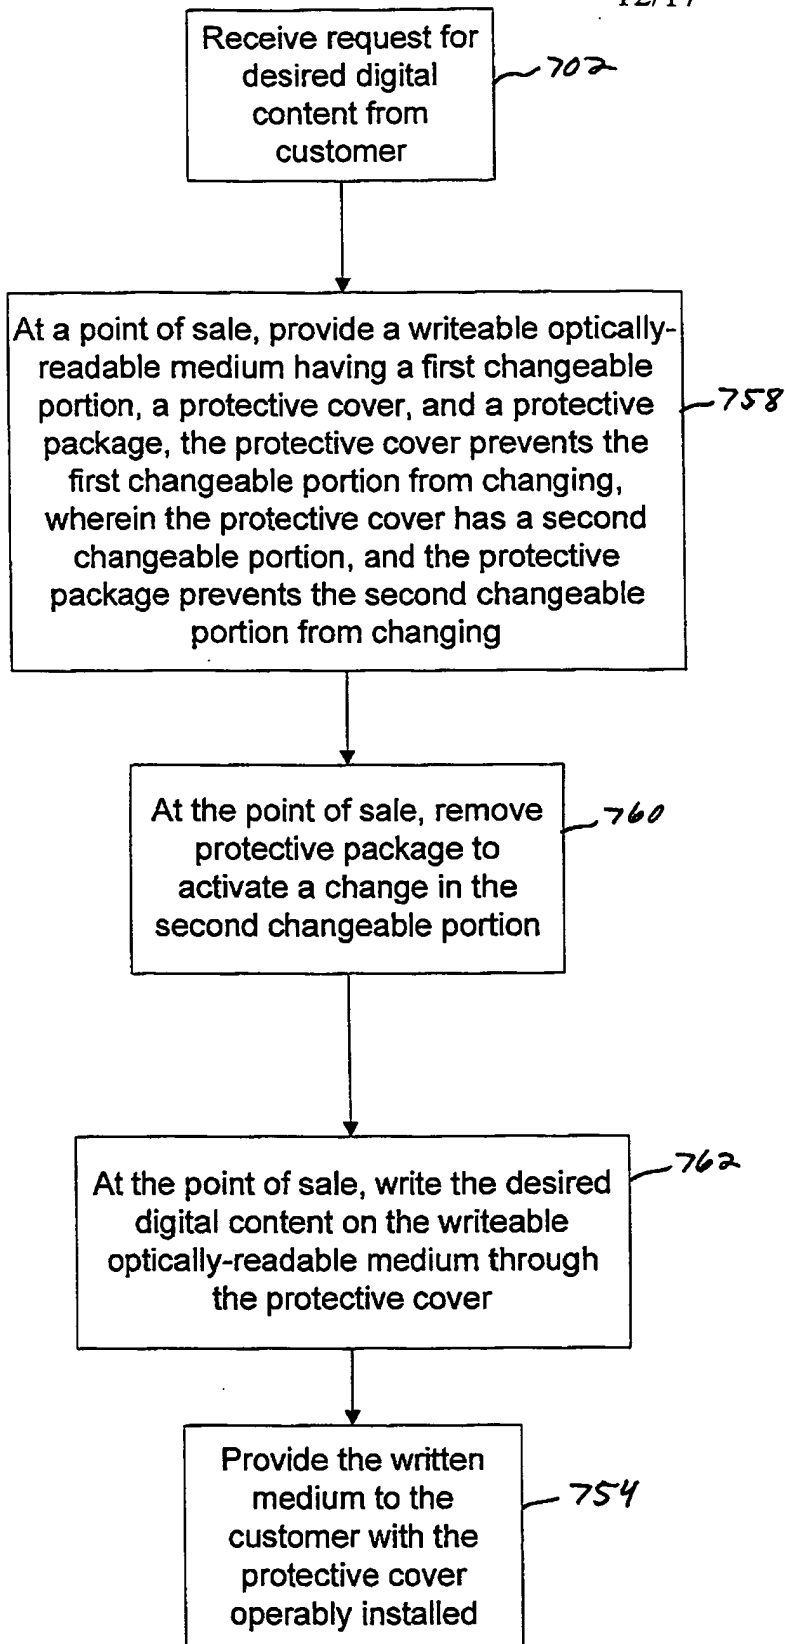 12/17
Receive request for
desired digital
content from
customer
702
At a point of sale, provide a writeable optically-
readable medium having a first changeable
portion, a protective cover, and a protective
package, the protective cover prevents the
first changeable portion from changing,
wherein the protective cover has a second
changeable portion, and the protective
package prevents the second changeable
portion from changing
758
At the point of sale, remove
protective package to
activate a change in the
second changeable portion
760
At the point of sale, write the desired
digital content on the writeable
optically-readable medium through
the protective cover
762
Provide the written
medium to the
customer with the
protective cover
operably installed
754